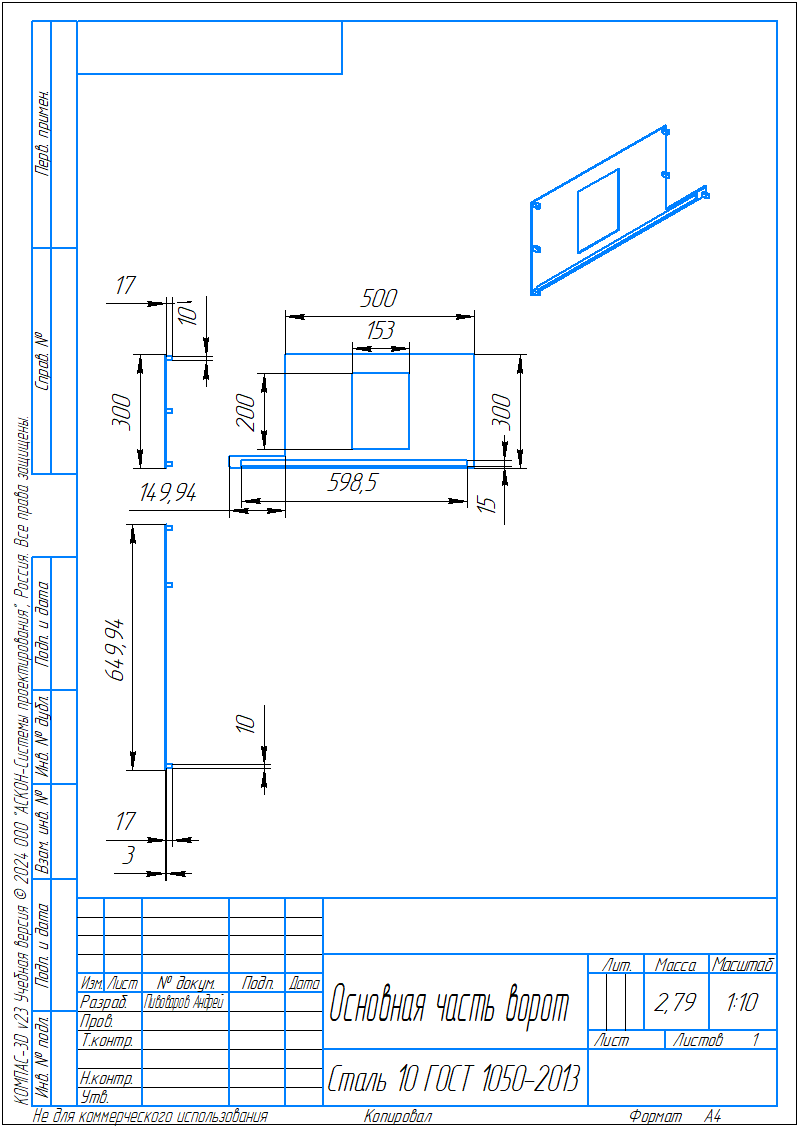 Перв. примен.
Справ. №
Подп. и дата
Инв. № дубл.
Взам. инв. №
Подп. и дата
Инв. № подл.
КОМПАС-3D v23 Учебная версия © 2024 ООО "АСКОН-Системы проектирования", Россия. Все права защищены.
17
10
300
500
153
200
300
149,94
598,5
15
649,94
10
17
3
Изм. Лист № докум. Подп. Дата
Разраб. Пивоваров Андрей
Пров.
Т.контр.
Н.контр.
Утв.
Основная часть ворот
Сталь 10 ГОСТ 1050-2013
Лит. Масса Масштаб
2,79 1:10
Лист Листов 1
Не для коммерческого использования Копировал Формат А4